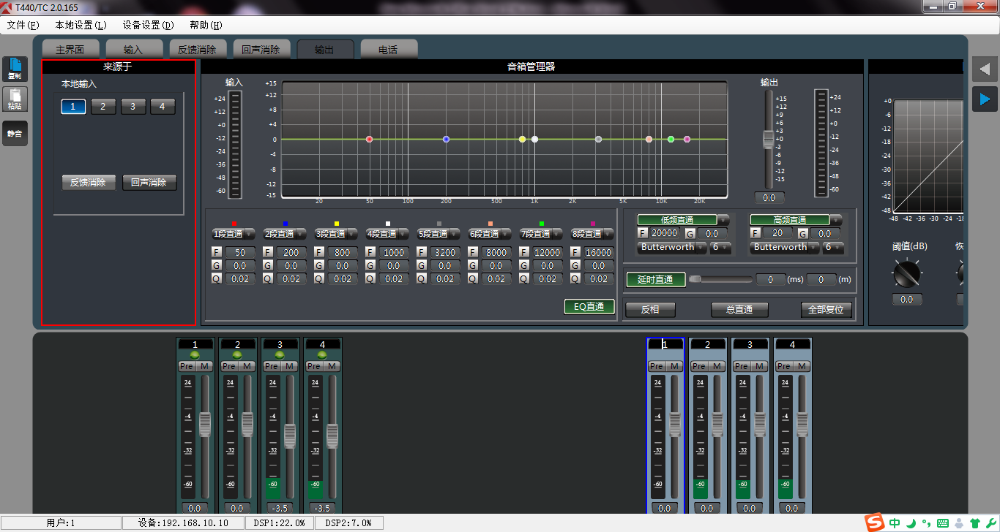 T440/TC 2.0.165
文件(F) 本地设置(L) 设备设置(D) 帮助(H)
主界面 输入 反馈消除 回声消除 输出 电话
复制
粘贴
静音
来源于
本地输入
1 2 3 4
反馈消除 回声消除
音箱管理器
输入
+24
+12
+0
-12
-24
-36
-48
-60
+15
+12
+8
+4
0
-4
-8
-12
-15
20 50 100 200 500 1K 2K 5K 10K 20K
输出
+15
+12
+9
+6
+3
+0
-3
-6
-9
-12
-15
0.0
+24
+12
+0
-12
-24
-36
-48
-60
1段直通 2段直通 3段直通 4段直通 5段直通 6段直通 7段直通 8段直通
F 50 F 200 F 800 F 1000 F 3200 F 8000 F 12000 F 16000
G 0.0 G 0.0 G 0.0 G 0.0 G 0.0 G 0.0 G 0.0 G 0.0
Q 0.02 Q 0.02 Q 0.02 Q 0.02 Q 0.02 Q 0.02 Q 0.02 Q 0.02
EQ直通
低频直通 高频直通
F 20000 G 0.0 F 20 G 0.0
Butterworth 6 Butterworth 6
延时直通 0 (ms) 0 (m)
反相 总直通 全部复位
+0
-6
-12
-18
-24
-30
-36
-42
-48
-48 -42 -36 -30 -24
阈值(dB)
0.0
1 2 3 4 1 2 3 4
Pre M Pre M Pre M Pre M Pre M Pre M Pre M Pre M
24 24 24 24 24 24 24 24
-4 -4 -4 -4 -4 -4 -4 -4
-32 -32 -32 -32 -32 -32 -32 -32
-60 -60 -60 -60 -60 -60 -60 -60
0.0 0.0 -3.5 -3.5 0.0 0.0 0.0 0.0
用户:1 设备:192.168.10.10 DSP1:22.0% DSP2:7.0%
S 中